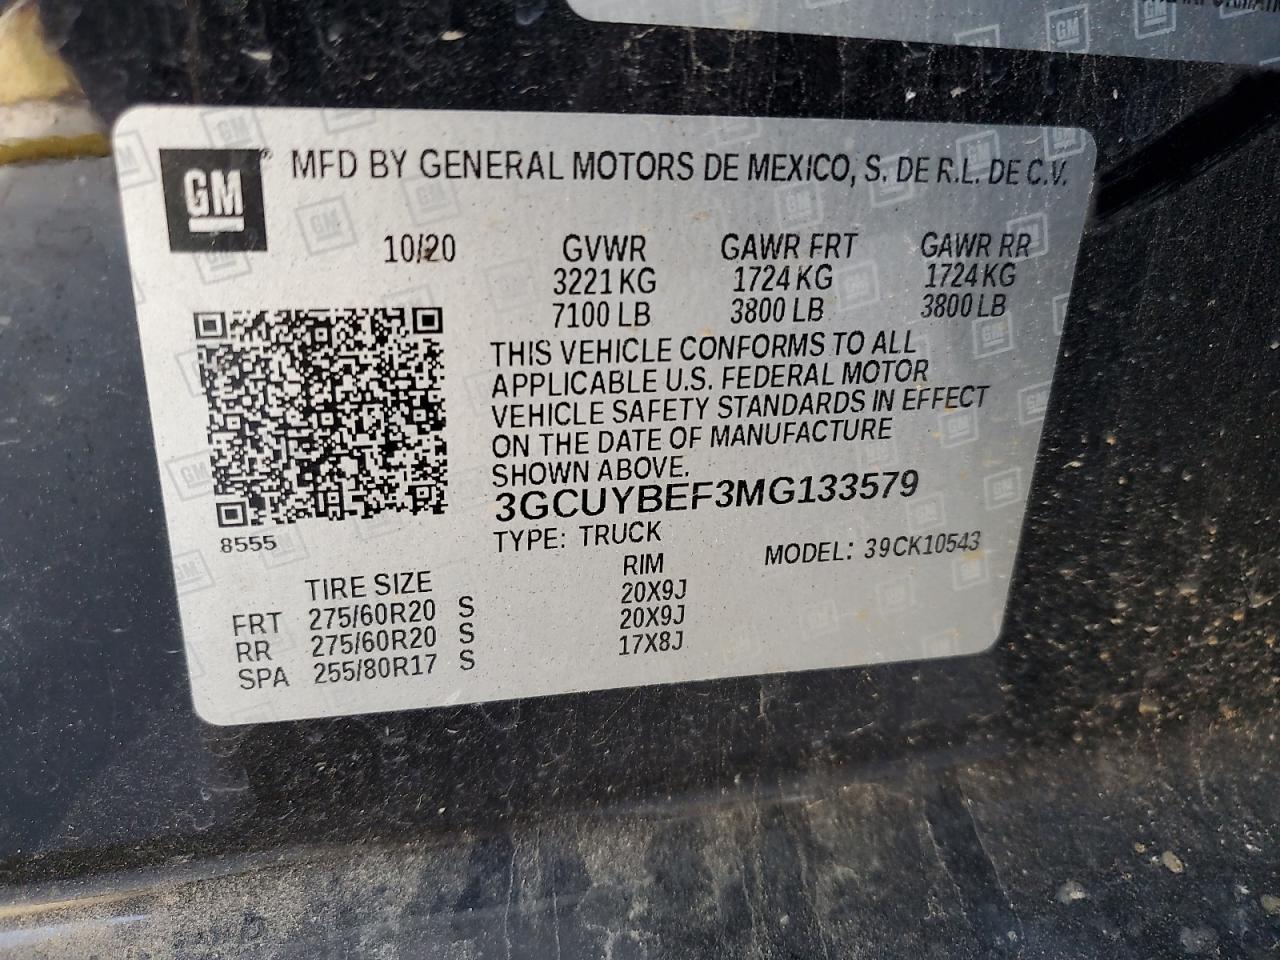 GM® MFD BY GENERAL MOTORS DE MEXICO, S. DE R.L. DE C.V.
10/20 GVWR GAWR FRT GAWR RR
3221 KG 1724 KG 1724 KG
7100 LB 3800 LB 3800 LB
THIS VEHICLE CONFORMS TO ALL
APPLICABLE U.S. FEDERAL MOTOR
VEHICLE SAFETY STANDARDS IN EFFECT
ON THE DATE OF MANUFACTURE
SHOWN ABOVE.
3GCUYBEF3MG133579
8555
TYPE: TRUCK MODEL: 39CK10543
TIRE SIZE RIM
FRT 275/60R20 S 20X9J
RR 275/60R20 S 20X9J
SPA 255/80R17 S 17X8J